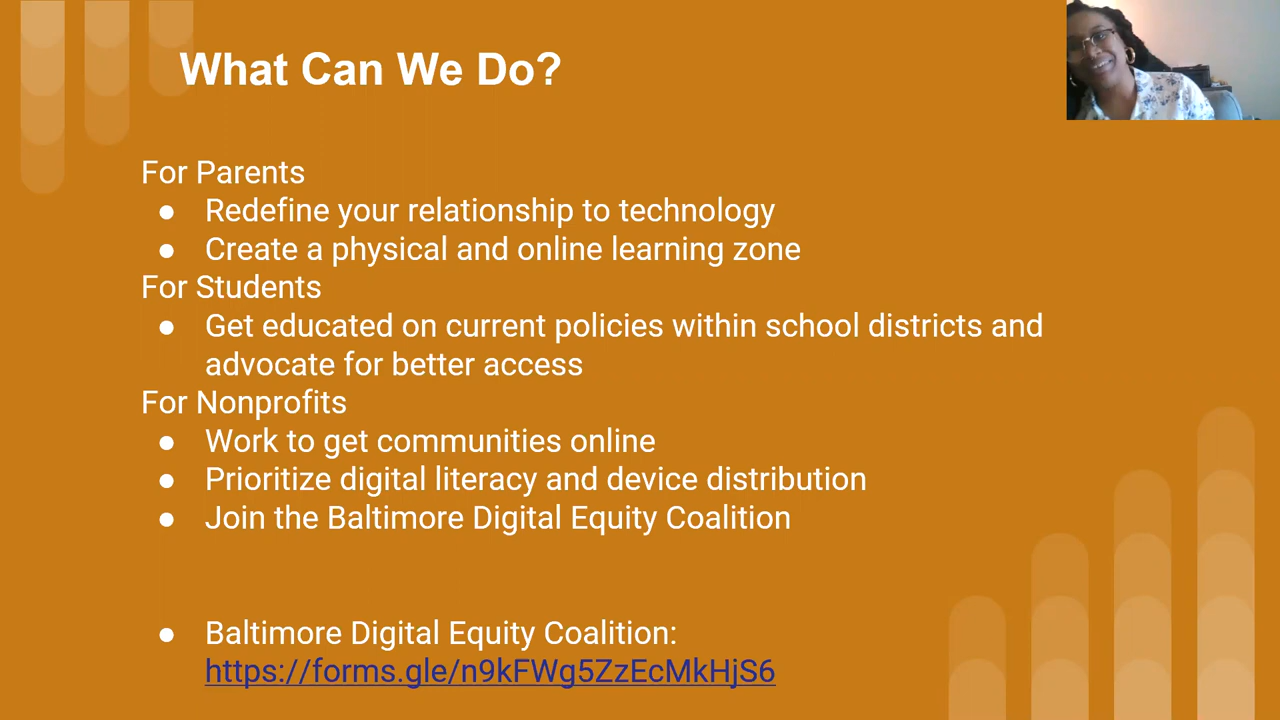 What Can We Do?
For Parents
● Redefine your relationship to technology
● Create a physical and online learning zone
For Students
● Get educated on current policies within school districts and
advocate for better access
For Nonprofits
● Work to get communities online
● Prioritize digital literacy and device distribution
● Join the Baltimore Digital Equity Coalition
● Baltimore Digital Equity Coalition:
https://forms.gle/n9kFWg5ZzEcMkHjS6